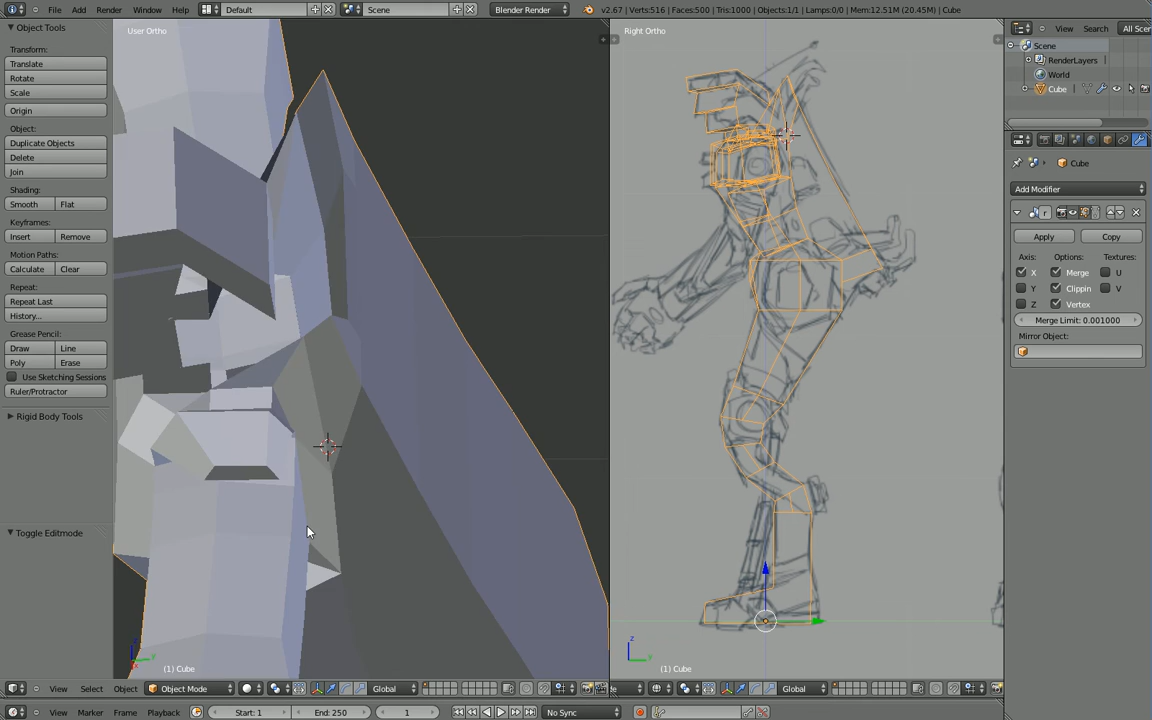 File Add Render Window Help Default Scene Blender Render v2.67 | Verts:516 | Faces:500 | Tris:1000 | Objects:1/1 | Lamps:0/0 | Mem:12.51M (20.45M) | Cube
Object Tools
User Ortho
Right Ortho
View Search All Scen
Scene
Transform:
Translate
RenderLayers
Rotate
World
Scale
Cube
Origin
Object:
Duplicate Objects
Delete
Cube
Join
Add Modifier
Shading:
Smooth Flat
Keyframes:
Insert Remove
Apply Copy
Motion Paths:
Axis: Options: Textures:
Calculate Clear
X Merge U
Repeat:
Y Clippin V
Repeat Last
Z Vertex
History...
Merge Limit: 0.001000
Grease Pencil:
Mirror Object:
Draw Line
Poly Erase
Use Sketching Sessions
Ruler/Protractor
Rigid Body Tools
Toggle Editmode
z
y
z
y
(1) Cube
(1) Cube
View Select Object Object Mode Global
de Global
View Marker Frame Playback Start: 1 End: 250 1 No Sync